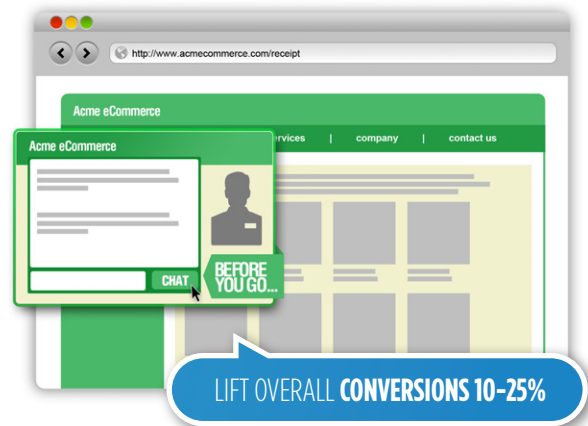 http://www.acmecommerce.com/receipt
Acme eCommerce
| company | contact us
Acme eCommerce
CHAT
BEFORE
YOU GO...
LIFT OVERALL CONVERSIONS 10-25%